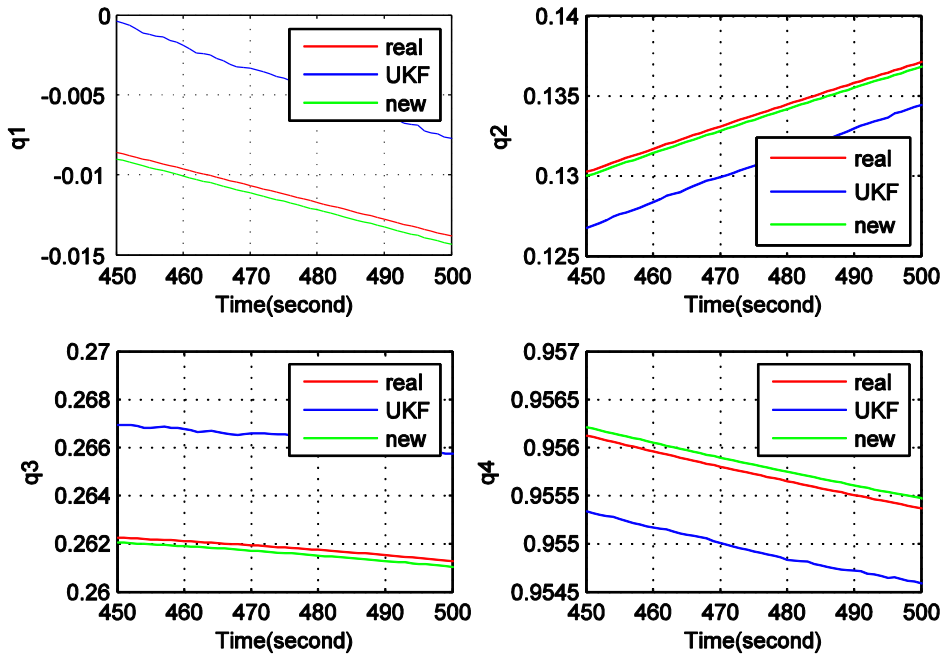 0
-0.005
-0.01
-0.015
q1
real
UKF
new
450 460 470 480 490 500
Time(second)
0.14
0.135
0.13
0.125
q2
real
UKF
new
450 460 470 480 490 500
Time(second)
0.27
0.268
0.266
0.264
0.262
0.26
q3
real
UKF
new
450 460 470 480 490 500
Time(second)
0.957
0.9565
0.956
0.9555
0.955
0.9545
q4
real
UKF
new
450 460 470 480 490 500
Time(second)